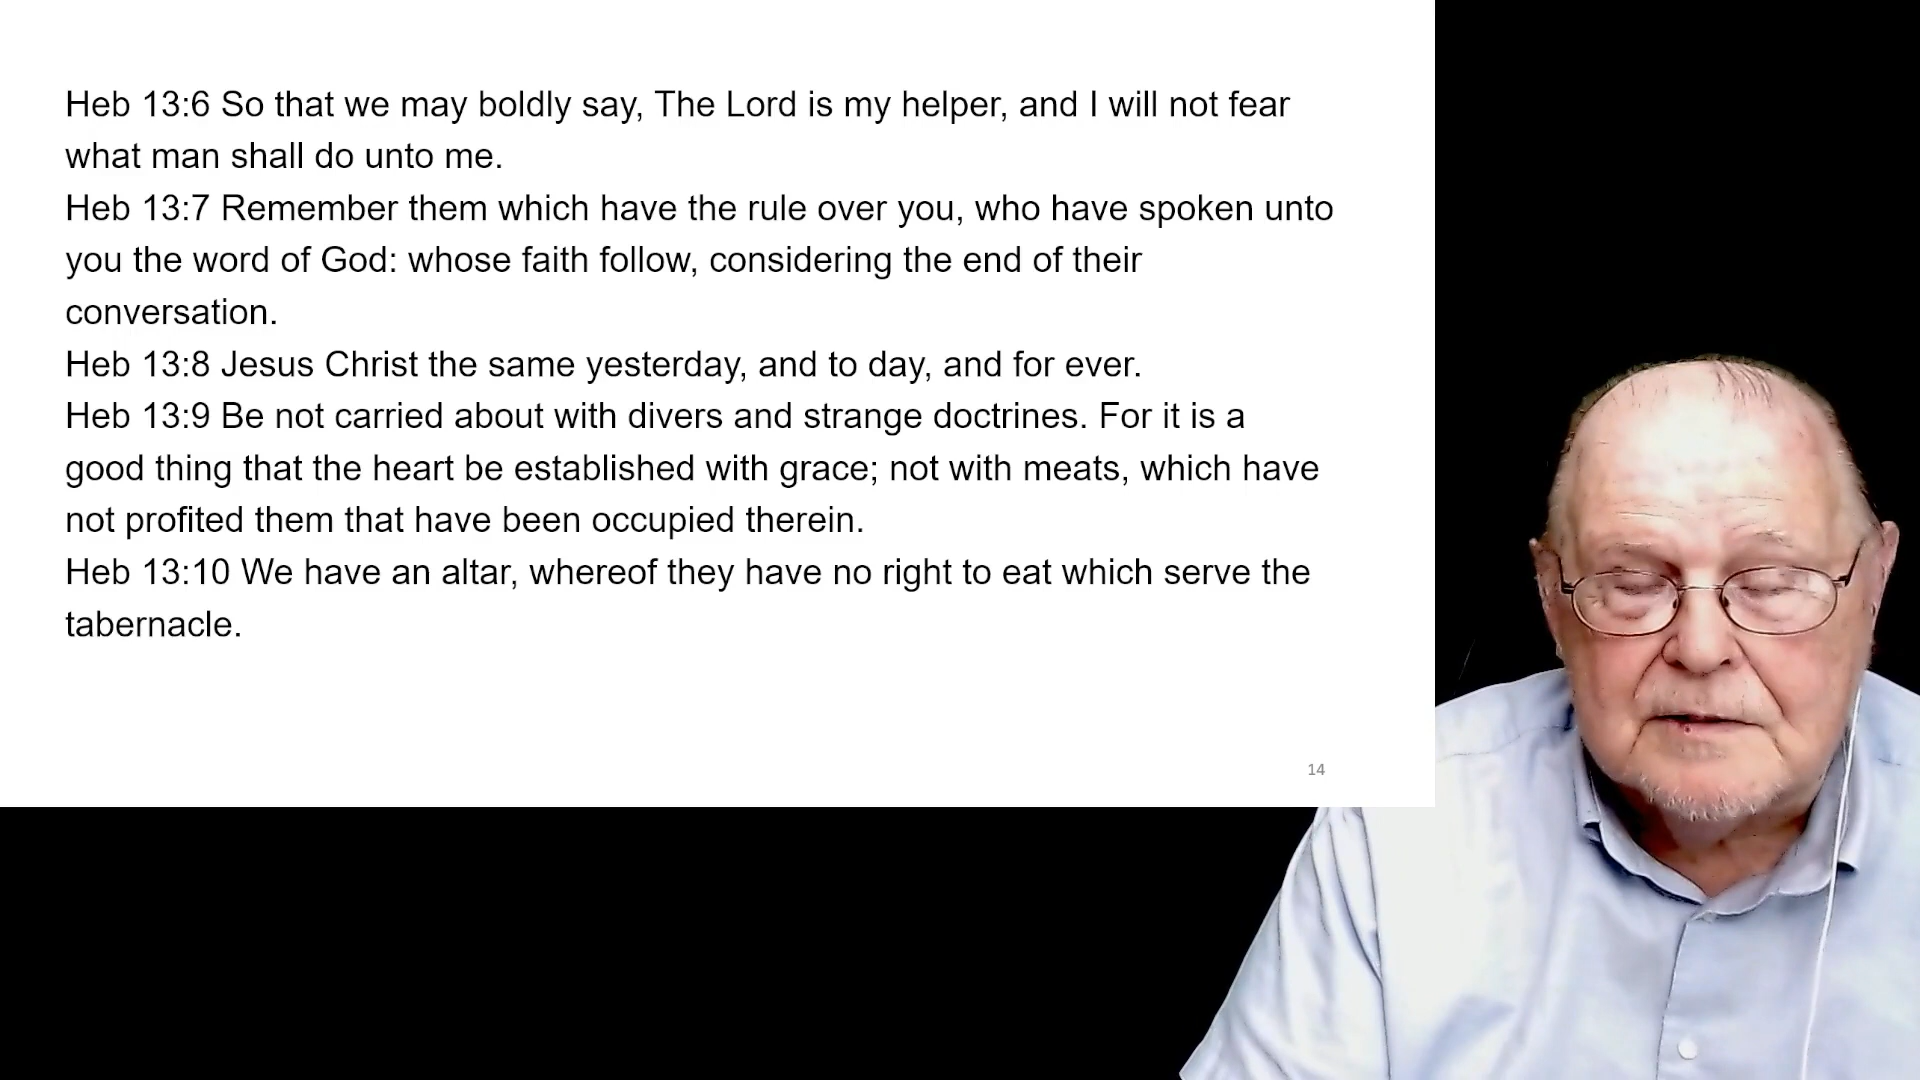 Heb 13:6 So that we may boldly say, The Lord is my helper, and I will not fear
what man shall do unto me.
Heb 13:7 Remember them which have the rule over you, who have spoken unto
you the word of God: whose faith follow, considering the end of their
conversation.
Heb 13:8 Jesus Christ the same yesterday, and to day, and for ever.
Heb 13:9 Be not carried about with divers and strange doctrines. For it is a
good thing that the heart be established with grace; not with meats, which have
not profited them that have been occupied therein.
Heb 13:10 We have an altar, whereof they have no right to eat which serve the
tabernacle.
14